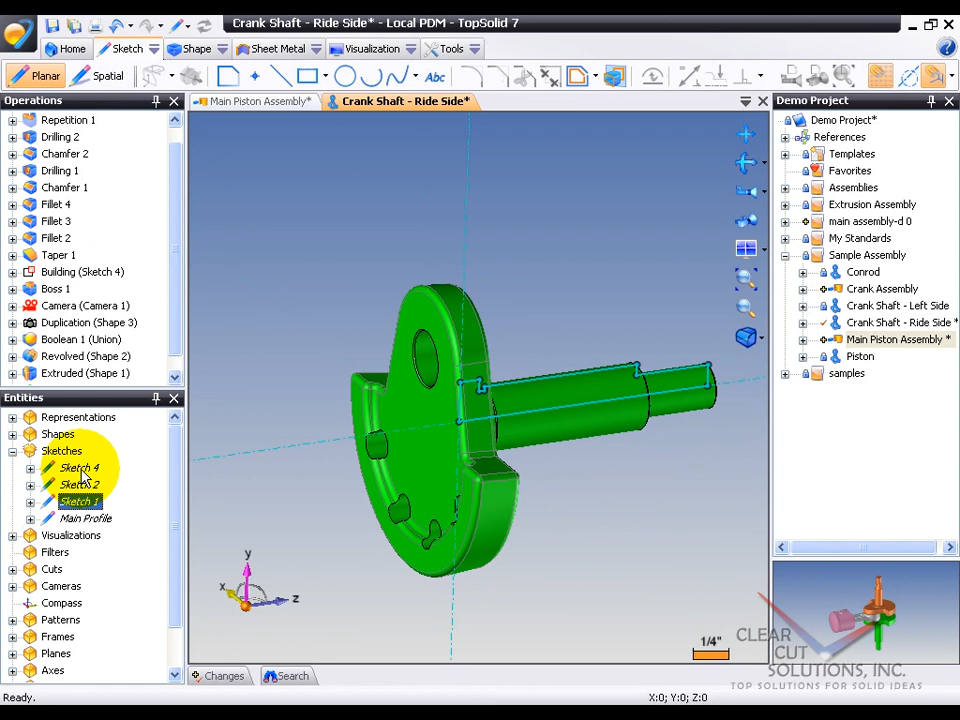 Crank Shaft - Ride Side* - Local PDM - TopSolid 7
Home
Sketch
Shape
Sheet Metal
Visualization
Tools
Planar
Spatial
Abc
Operations
Repetition 1
Drilling 2
Chamfer 2
Drilling 1
Chamfer 1
Fillet 4
Fillet 3
Fillet 2
Taper 1
Building (Sketch 4)
Boss 1
Camera (Camera 1)
Duplication (Shape 3)
Boolean 1 (Union)
Revolved (Shape 2)
Extruded (Shape 1)
Entities
Representations
Shapes
Sketches
Sketch 4
Sketch 2
Sketch 1
Main Profile
Visualizations
Filters
Cuts
Cameras
Compass
Patterns
Frames
Planes
Axes
Main Piston Assembly*
Crank Shaft - Ride Side*
y
x
z
1/4"
Changes
Search
Demo Project
Demo Project*
References
Templates
Favorites
Assemblies
Extrusion Assembly
main assembly-d 0
My Standards
Sample Assembly
Conrod
Crank Assembly
Crank Shaft - Left Side
Crank Shaft - Ride Side *
Main Piston Assembly *
Piston
samples
CLEAR
CUT
SOLUTIONS, INC.
TOP SOLUTIONS FOR SOLID IDEAS
Ready.
X:0; Y:0; Z:0